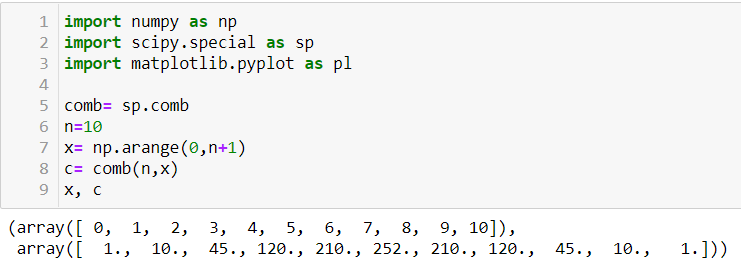 1 import numpy as np
2 import scipy.special as sp
3 import matplotlib.pyplot as pl
4
5 comb= sp.comb
6 n=10
7 x= np.arange(0,n+1)
8 c= comb(n,x)
9 x, c
(array([ 0,  1,  2,  3,  4,  5,  6,  7,  8,  9, 10]),
 array([  1.,  10.,  45., 120., 210., 252., 210., 120.,  45.,  10.,   1.]))